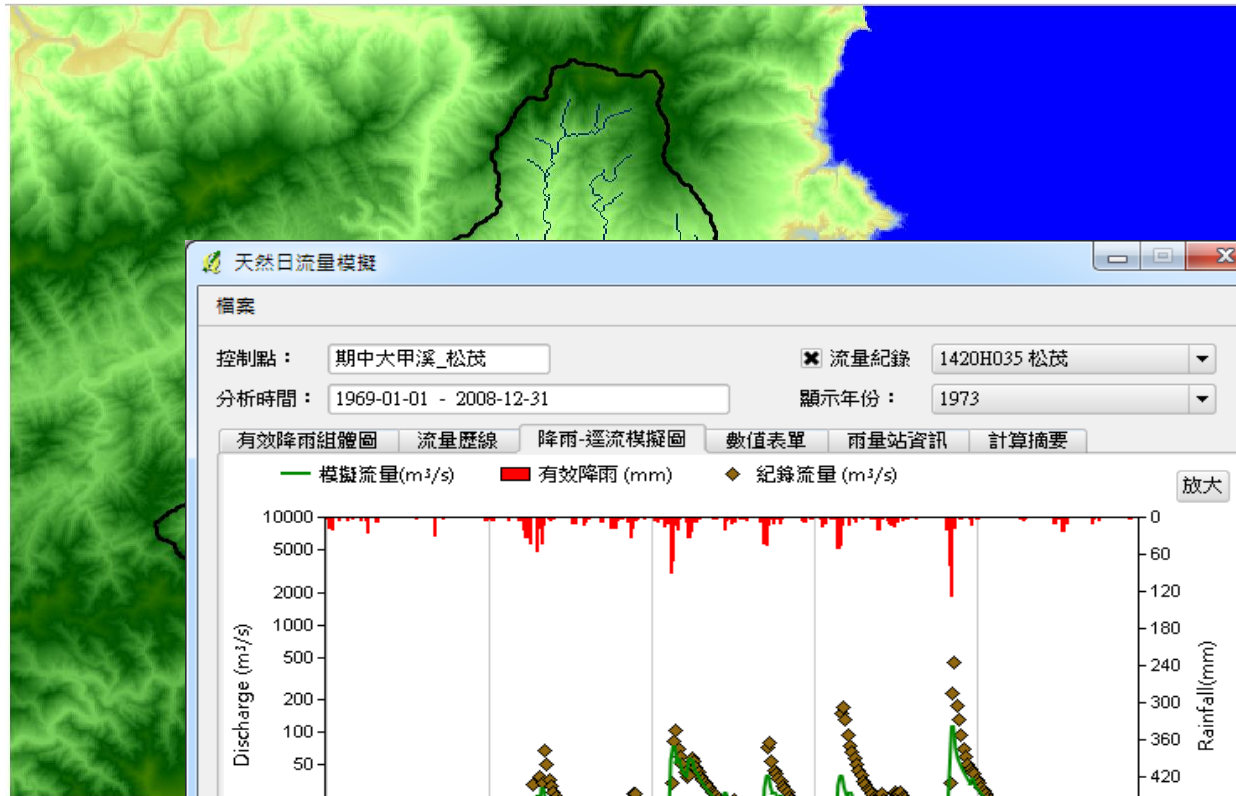 天然日流量模擬
檔案
控制點： 期中大甲溪_松茂 流量紀錄 1420H035 松茂
分析時間： 1969-01-01 - 2008-12-31 顯示年份： 1973
有效降雨組體圖 流量歷線 降雨-逕流模擬圖 數值表單 雨量站資訊 計算摘要
模擬流量(m³/s) 有效降雨 (mm) 紀錄流量 (m³/s)
放大
10000 0
5000 60
2000 120
1000 180
500 240
200 300
100 360
50 420
Discharge (m³/s)
Rainfall(mm)